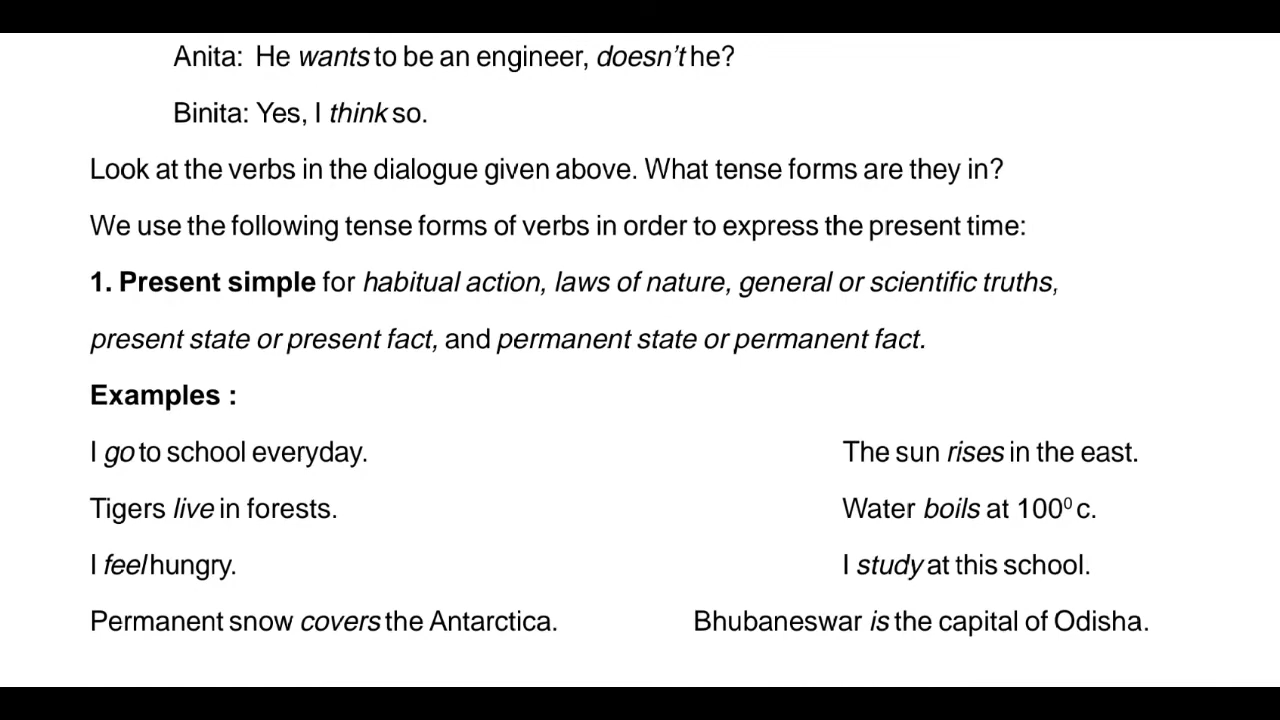 Anita: He wants to be an engineer, doesn't he?
Binita: Yes, I think so.
Look at the verbs in the dialogue given above. What tense forms are they in?
We use the following tense forms of verbs in order to express the present time:
1. Present simple for habitual action, laws of nature, general or scientific truths,
present state or present fact, and permanent state or permanent fact.
Examples :
I go to school everyday. The sun rises in the east.
Tigers live in forests. Water boils at 100⁰ c.
I feel hungry. I study at this school.
Permanent snow covers the Antarctica. Bhubaneswar is the capital of Odisha.